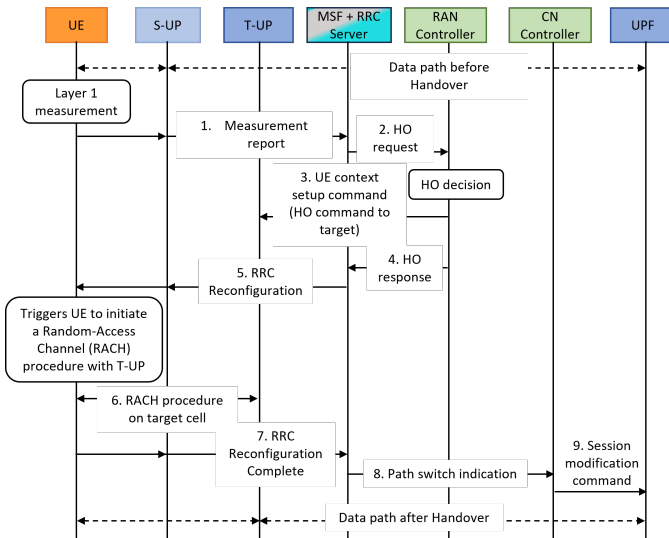 UE
S-UP
T-UP
MSF + RRC
Server
RAN
Controller
CN
Controller
UPF
Data path before
Handover
Layer 1
measurement
1. Measurement
report
2. HO
request
3. UE context
setup command
(HO command to
target)
HO decision
4. HO
response
5. RRC
Reconfiguration
Triggers UE to initiate
a Random-Access
Channel (RACH)
procedure with T-UP
6. RACH procedure
on target cell
7. RRC
Reconfiguration
Complete
8. Path switch indication
9. Session
modification
command
Data path after Handover